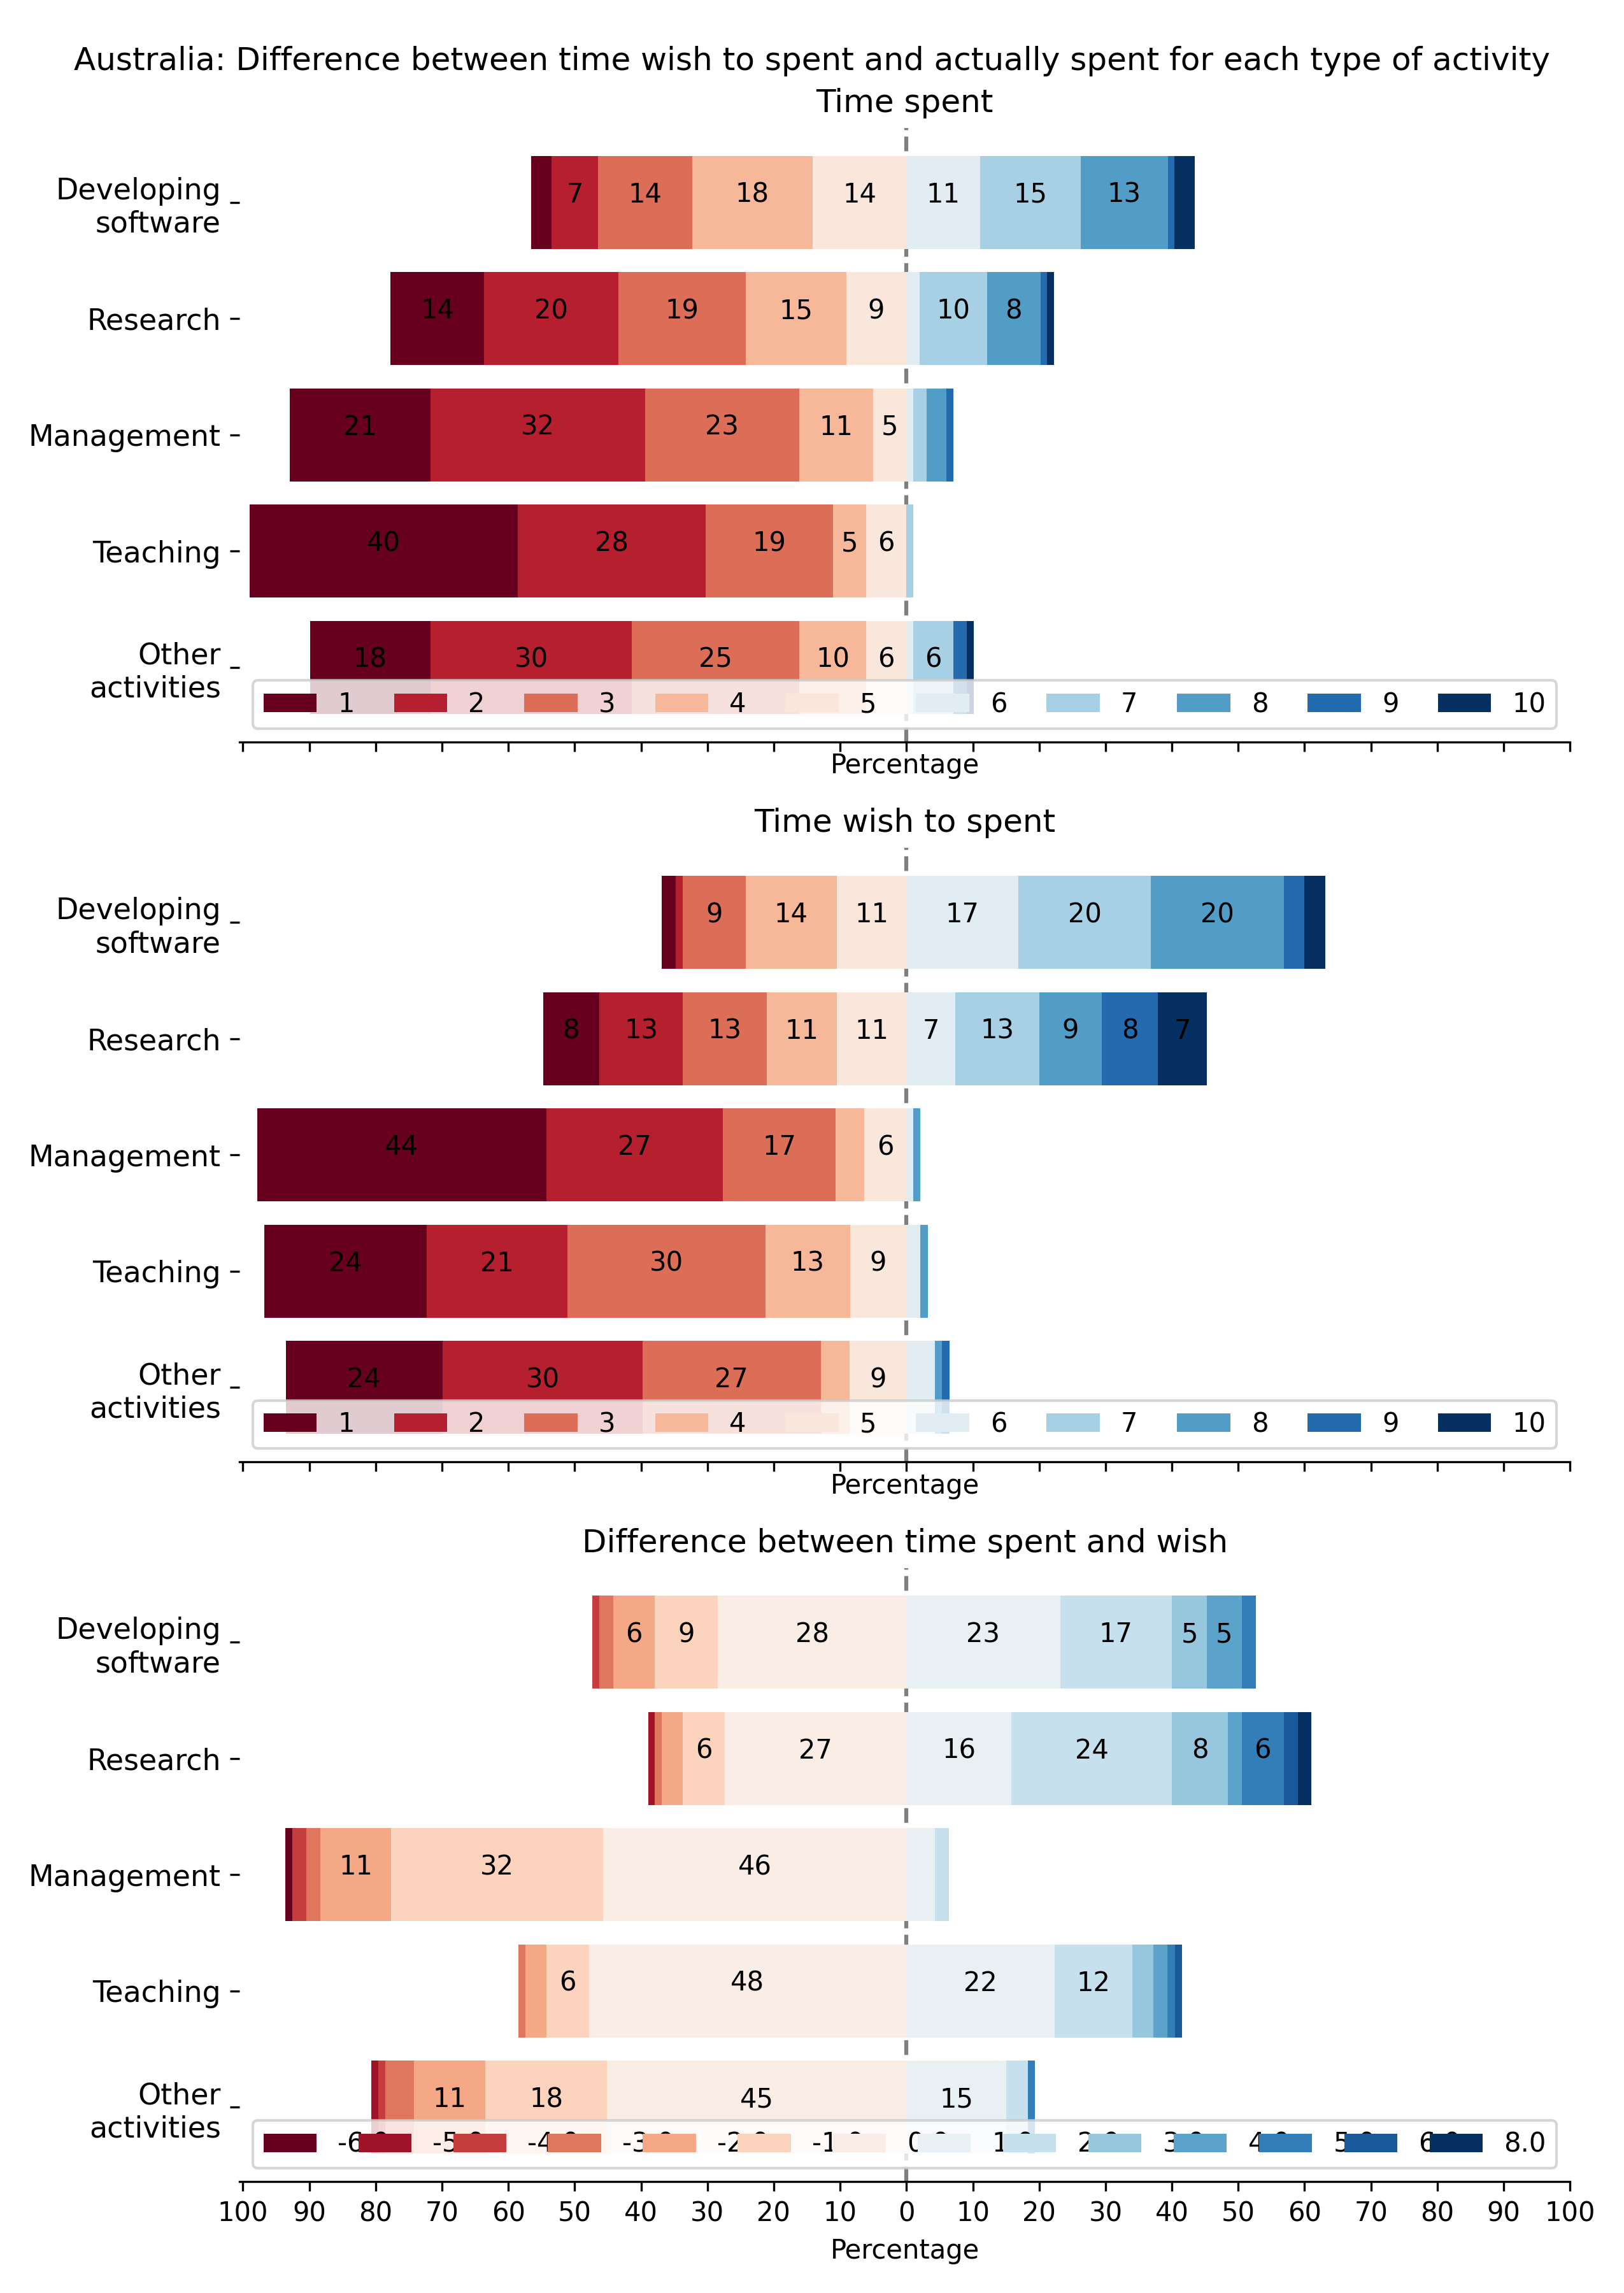 Australia: Difference between time wish to spent and actually spent for each type of activity
Time spent
Developing
software
7 14 18 14 11 15 13
Research
14 20 19 15 9 10 8
Management
21 32 23 11 5
Teaching
40 28 19 5 6
Other
activities
18 30 25 10 6 6
1 2 3 4 5 6 7 8 9 10
Percentage
Time wish to spent
Developing
software
9 14 11 17 20 20
Research
8 13 13 11 11 7 13 9 8 7
Management
44 27 17 6
Teaching
24 21 30 13 9
Other
activities
24 30 27 9
1 2 3 4 5 6 7 8 9 10
Percentage
Difference between time spent and wish
Developing
software
6 9 28 23 17 5 5
Research
6 27 16 24 8 6
Management
11 32 46
Teaching
6 48 22 12
Other
activities
11 18 45 15
8.0
100 90 80 70 60 50 40 30 20 10 0 10 20 30 40 50 60 70 80 90 100
Percentage